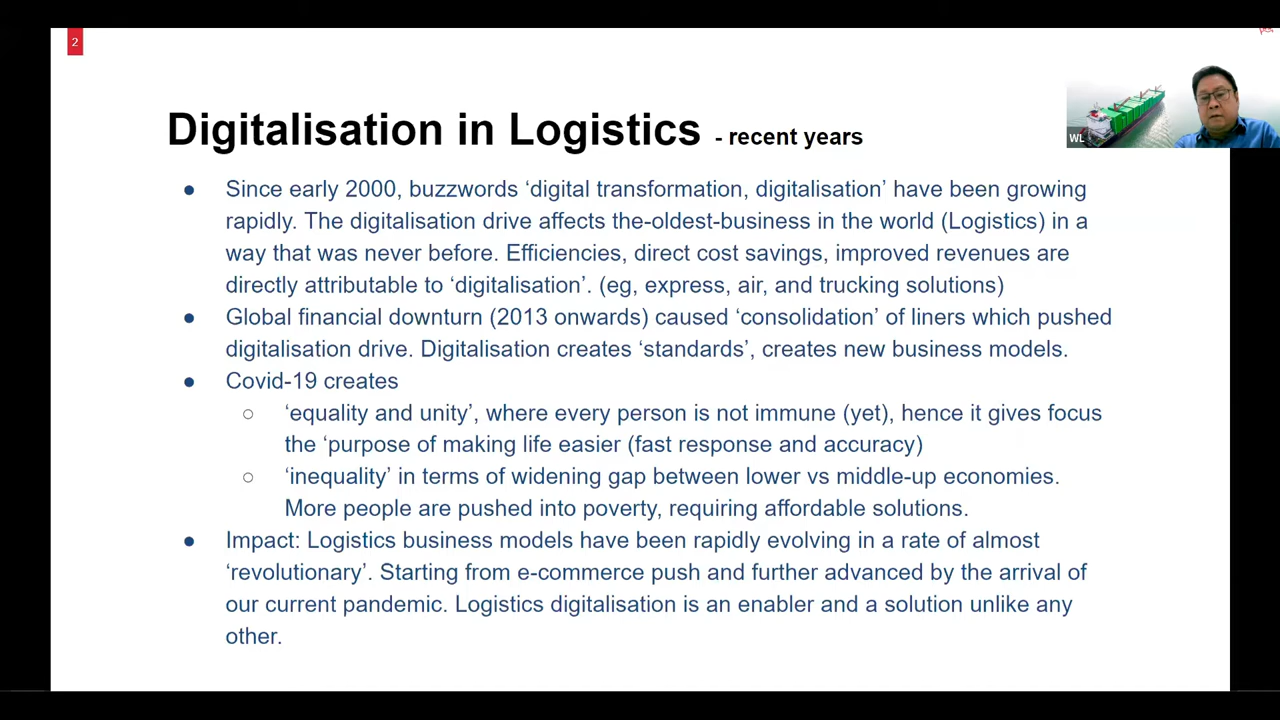 2
Digitalisation in Logistics - recent years
WL
● Since early 2000, buzzwords ‘digital transformation, digitalisation’ have been growing
rapidly. The digitalisation drive affects the-oldest-business in the world (Logistics) in a
way that was never before. Efficiencies, direct cost savings, improved revenues are
directly attributable to ‘digitalisation’. (eg, express, air, and trucking solutions)
● Global financial downturn (2013 onwards) caused ‘consolidation’ of liners which pushed
digitalisation drive. Digitalisation creates ‘standards’, creates new business models.
● Covid-19 creates
○ ‘equality and unity’, where every person is not immune (yet), hence it gives focus
the ‘purpose of making life easier (fast response and accuracy)
○ ‘inequality’ in terms of widening gap between lower vs middle-up economies.
More people are pushed into poverty, requiring affordable solutions.
● Impact: Logistics business models have been rapidly evolving in a rate of almost
‘revolutionary’. Starting from e-commerce push and further advanced by the arrival of
our current pandemic. Logistics digitalisation is an enabler and a solution unlike any
other.